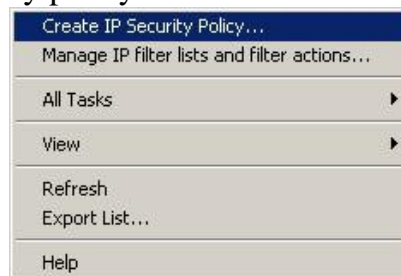 Create IP Security Policy...
Manage IP filter lists and filter actions...
All Tasks
View
Refresh
Export List...
Help